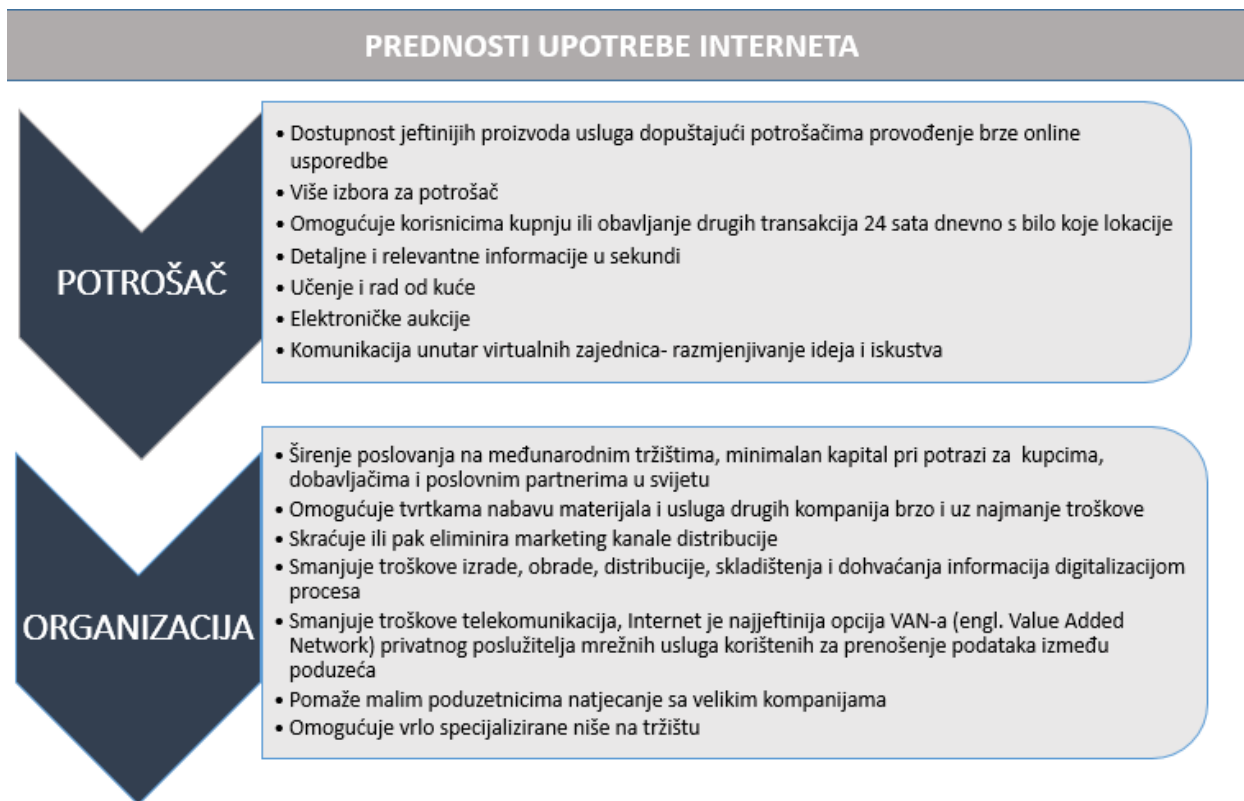 PREDNOSTI UPOTREBE INTERNETA
POTROŠAČ
• Dostupnost jeftinijih proizvoda usluga dopuštajući potrošačima provođenje brze online
usporedbe
• Više izbora za potrošač
• Omogućuje korisnicima kupnju ili obavljanje drugih transakcija 24 sata dnevno s bilo koje lokacije
• Detaljne i relevantne informacije u sekundi
• Učenje i rad od kuće
• Elektroničke aukcije
• Komunikacija unutar virtualnih zajednica- razmjenjivanje ideja i iskustva
ORGANIZACIJA
• Širenje poslovanja na međunarodnim tržištima, minimalan kapital pri potrazi za kupcima,
dobavljačima i poslovnim partnerima u svijetu
• Omogućuje tvrtkama nabavu materijala i usluga drugih kompanija brzo i uz najmanje troškove
• Skraćuje ili pak eliminira marketing kanale distribucije
• Smanjuje troškove izrade, obrade, distribucije, skladištenja i dohvaćanja informacija digitalizacijom
procesa
• Smanjuje troškove telekomunikacija, Internet je najjeftinija opcija VAN-a (engl. Value Added
Network) privatnog poslužitelja mrežnih usluga korištenih za prenošenje podataka između
poduzeća
• Pomaže malim poduzetnicima natjecanje sa velikim kompanijama
• Omogućuje vrlo specijalizirane niše na tržištu